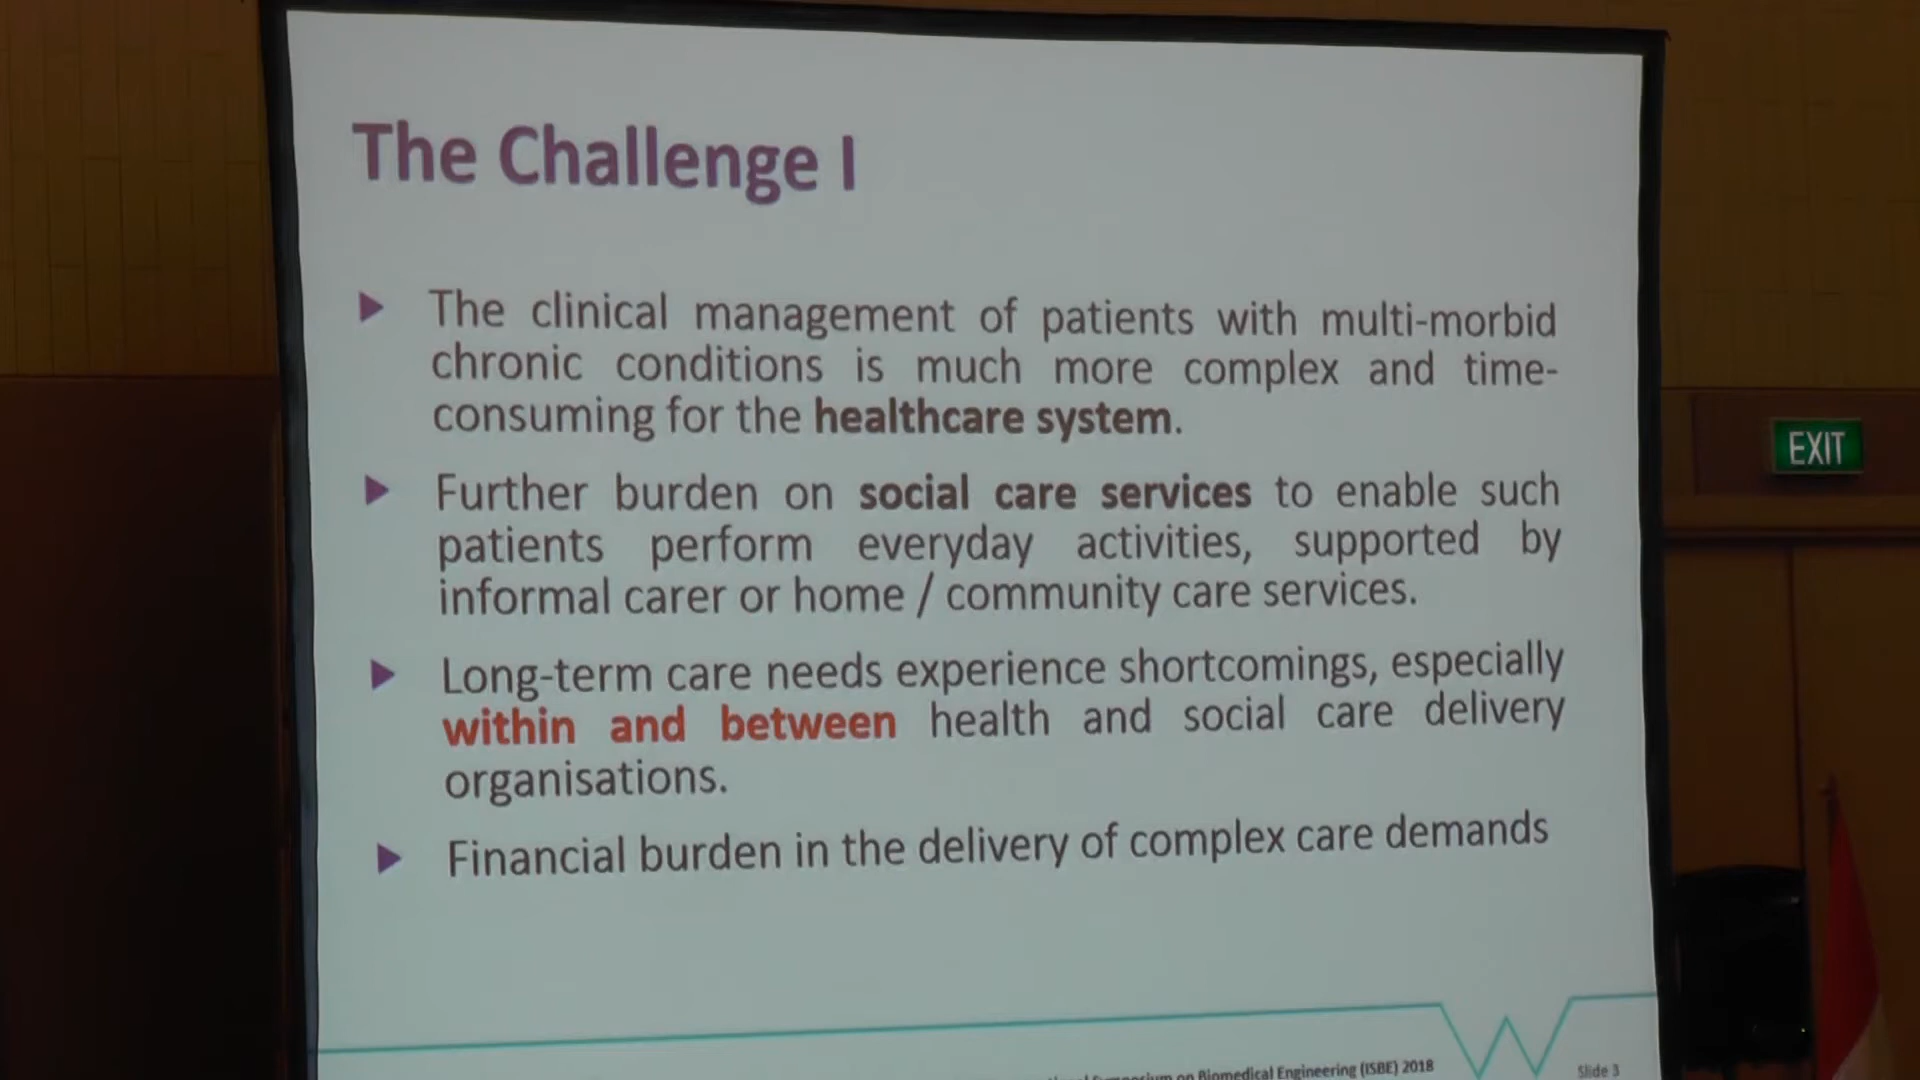 The Challenge I
The clinical management of patients with multi-morbid
chronic conditions is much more complex and time-
consuming for the healthcare system.
Further burden on social care services to enable such
patients perform everyday activities, supported by
informal carer or home / community care services.
Long-term care needs experience shortcomings, especially
within and between health and social care delivery
organisations.
Financial burden in the delivery of complex care demands
EXIT
on Biomedical Engineering (ISBE) 2018
Slide 3